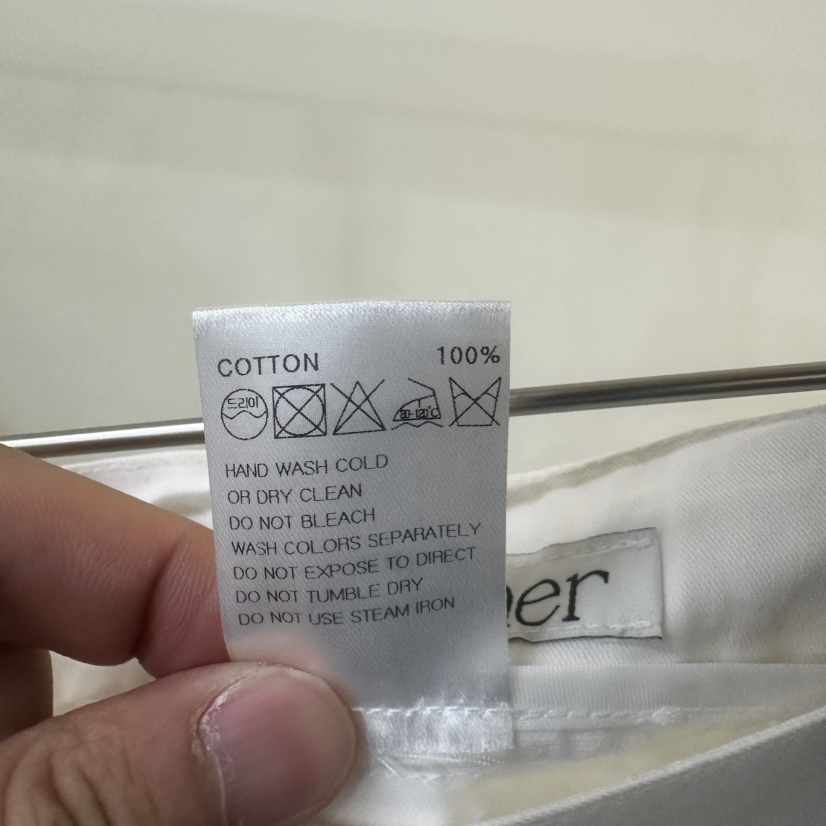 COTTON 100%
드라이
80-120℃
HAND WASH COLD
OR DRY CLEAN
DO NOT BLEACH
WASH COLORS SEPARATELY
DO NOT EXPOSE TO DIRECT
DO NOT TUMBLE DRY
DO NOT USE STEAM IRON